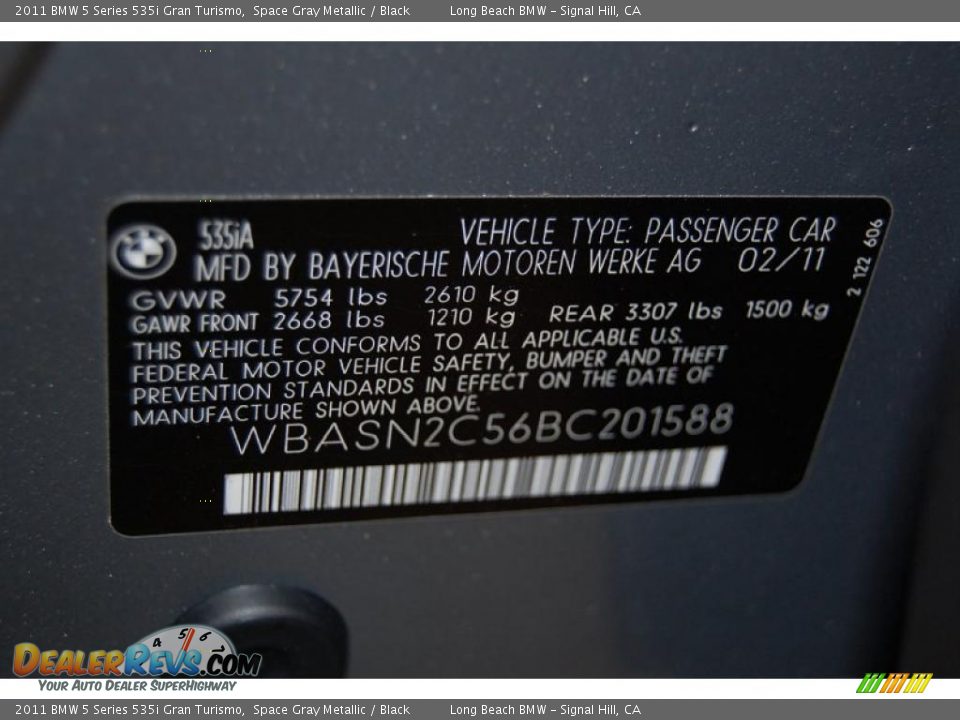 2011 BMW 5 Series 535i Gran Turismo,  Space Gray Metallic / Black     Long Beach BMW - Signal Hill, CA
535iA
VEHICLE TYPE: PASSENGER CAR
MFD BY BAYERISCHE MOTOREN WERKE AG 02/11
2 122 606
GVWR 5754 lbs 2610 kg
GAWR FRONT 2668 lbs 1210 kg REAR 3307 lbs 1500 kg
THIS VEHICLE CONFORMS TO ALL APPLICABLE U.S.
FEDERAL MOTOR VEHICLE SAFETY, BUMPER AND THEFT
PREVENTION STANDARDS IN EFFECT ON THE DATE OF
MANUFACTURE SHOWN ABOVE.
WBASN2C56BC201588
4 5 6
DEALERREVS.COM
YOUR AUTO DEALER SUPERHIGHWAY
2011 BMW 5 Series 535i Gran Turismo,  Space Gray Metallic / Black     Long Beach BMW - Signal Hill, CA